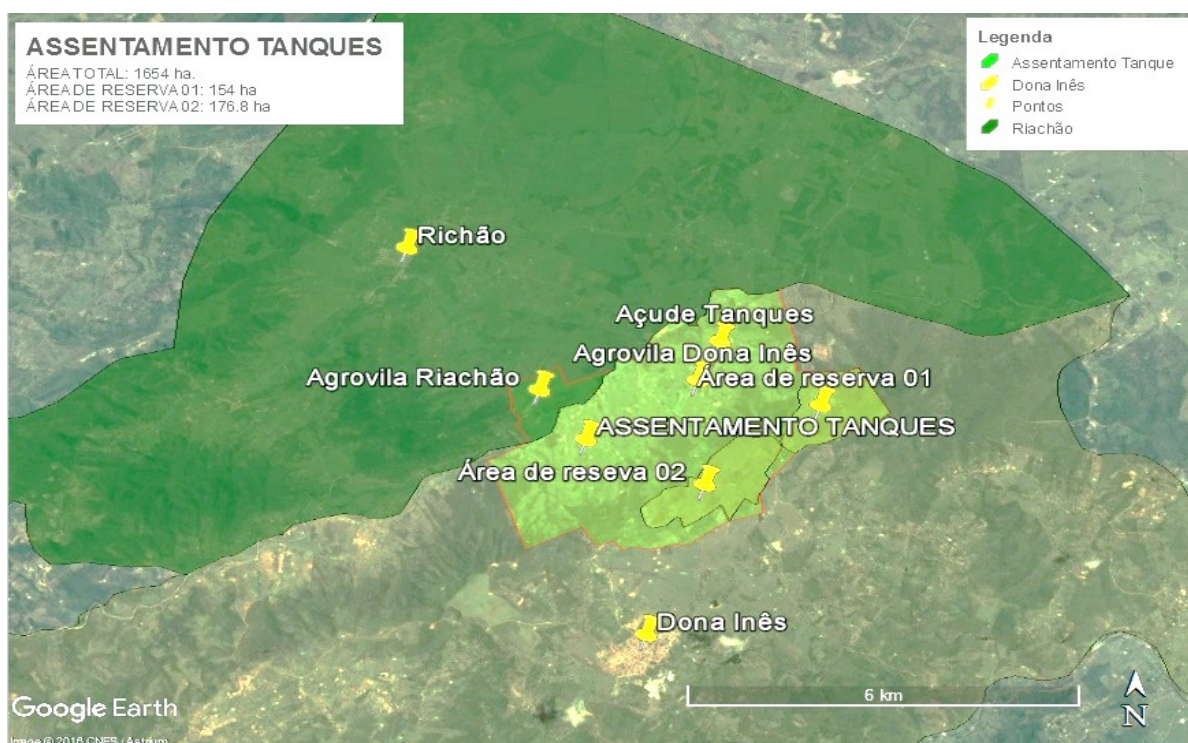 ASSENTAMENTO TANQUES
ÁREA TOTAL: 1654 ha.
ÁREA DE RESERVA 01: 154 ha
ÁREA DE RESERVA 02: 176.8 ha
Legenda
Assentamento Tanque
Dona Inês
Pontos
Riachão
Richão
Açude Tanques
Agrovila Dona Inês
Agrovila Riachão
Área de reserva 01
ASSENTAMENTO TANQUES
Área de reseva 02
Dona Inês
6 km
N
Google Earth
Image © 2016 CNES / Astrium